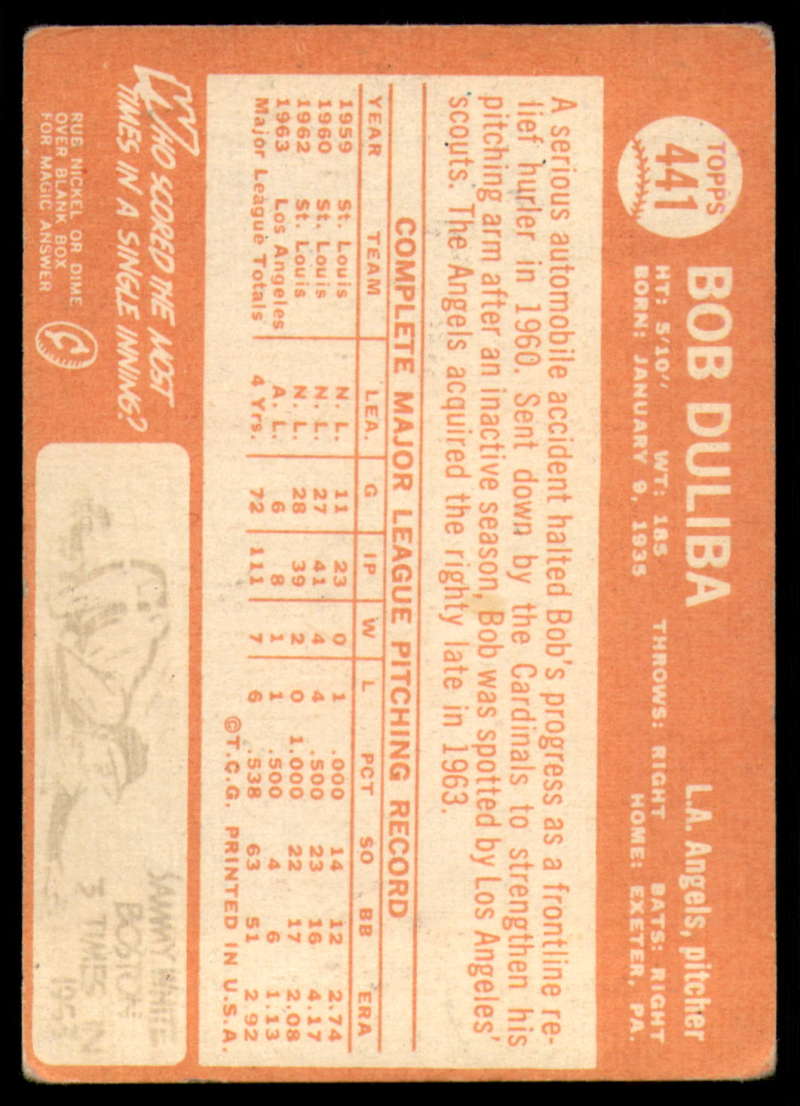 TOPPS
441
BOB DULIBA
L.A. Angels, pitcher
HT: 5'10" WT: 185 THROWS: RIGHT BATS: RIGHT
BORN: JANUARY 9, 1935 HOME: EXETER, PA.
A serious automobile accident halted Bob's progress as a frontline re-
lief hurler in 1960. Sent down by the Cardinals to strengthen his
pitching arm after an inactive season, Bob was spotted by Los Angeles'
scouts. The Angels acquired the righty late in 1963.
COMPLETE MAJOR LEAGUE PITCHING RECORD
YEAR TEAM LEA. G IP W L PCT SO BB ERA
1959 St. Louis N. L. 11 23 0 1 .000 14 12 2.74
1960 St. Louis N. L. 27 41 4 4 .500 23 16 4.17
1962 St. Louis N. L. 28 39 2 0 1.000 22 17 2.08
1963 Los Angeles A. L. 6 8 1 1 .500 4 6 1.13
Major League Totals 4 Yrs. 72 111 7 6 .538 63 51 2.92
©T.C.G. PRINTED IN U.S.A.
WHO SCORED THE MOST
TIMES IN A SINGLE INNING?
RUB NICKEL OR DIME
OVER BLANK BOX
FOR MAGIC ANSWER
SAMMY WHITE
BOSTON
3 TIMES IN
1953